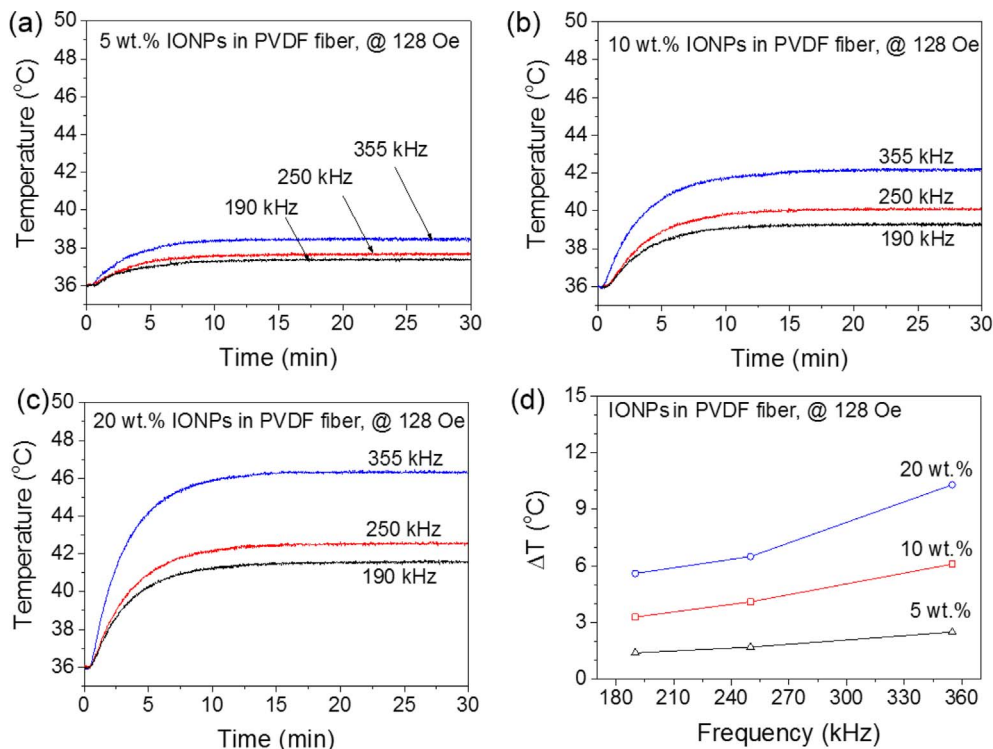 (a)
5 wt.% IONPs in PVDF fiber, @ 128 Oe
50
48
46
44
42
40
38
36
Temperature (°C)
355 kHz
250 kHz
190 kHz
0 5 10 15 20 25 30
Time (min)
(b)
10 wt.% IONPs in PVDF fiber, @ 128 Oe
50
48
46
44
42
40
38
36
Temperature (°C)
355 kHz
250 kHz
190 kHz
0 5 10 15 20 25 30
Time (min)
(c)
20 wt.% IONPs in PVDF fiber, @ 128 Oe
50
48
46
44
42
40
38
36
Temperature (°C)
355 kHz
250 kHz
190 kHz
0 5 10 15 20 25 30
Time (min)
(d)
IONPs in PVDF fiber, @ 128 Oe
15
12
9
6
3
0
ΔT (°C)
20 wt.%
10 wt.%
5 wt.%
180 210 240 270 300 330 360
Frequency (kHz)